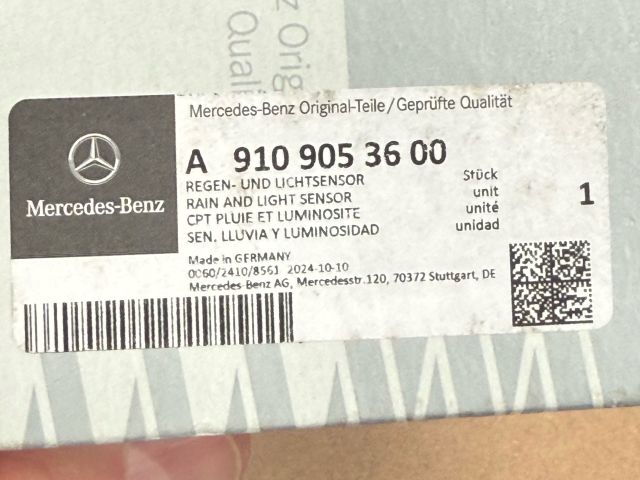 z Orig
Quali
Mercedes-Benz Original-Teile/Geprüfte Qualität
Mercedes-Benz
A 910 905 36 00
REGEN- UND LICHTSENSOR
RAIN AND LIGHT SENSOR
CPT PLUIE ET LUMINOSITE
SEN. LLUVIA Y LUMINOSIDAD
Stück
unit
unité
unidad
1
Made in GERMANY
0060/2410/8561 2024-10-10
Mercedes Benz AG, Mercedesstr.120, 70372 Stuttgart, DE